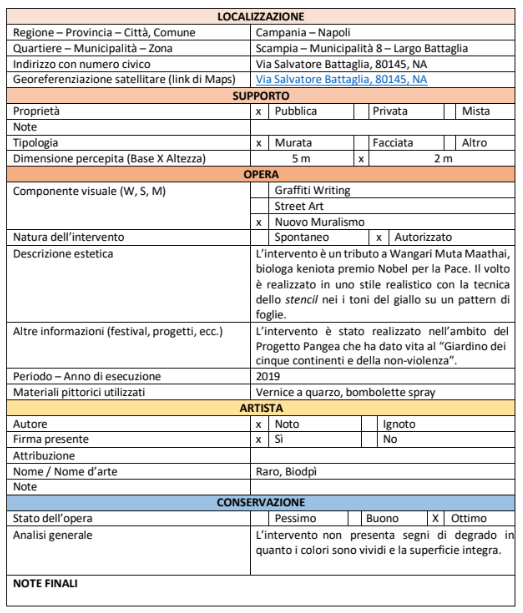 LOCALIZZAZIONE
Regione – Provincia – Città, Comune Campania – Napoli
Quartiere – Municipalità – Zona Scampia – Municipalità 8 – Largo Battaglia
Indirizzo con numero civico Via Salvatore Battaglia, 80145, NA
Georeferenziazione satellitare (link di Maps) Via Salvatore Battaglia, 80145, NA
SUPPORTO
Proprietà x Pubblica Privata Mista
Note
Tipologia x Murata Facciata Altro
Dimensione percepita (Base X Altezza) 5 m x 2 m
OPERA
Componente visuale (W, S, M) Graffiti Writing
Street Art
x Nuovo Muralismo
Natura dell’intervento Spontaneo x Autorizzato
Descrizione estetica L’intervento è un tributo a Wangari Muta Maathai,
biologa keniota premio Nobel per la Pace. Il volto
è realizzato in uno stile realistico con la tecnica
dello stencil nei i toni del giallo su un pattern di
foglie.
Altre informazioni (festival, progetti, ecc.) L’intervento è stato realizzato nell’ambito del
Progetto Pangea che ha dato vita al “Giardino dei
cinque continenti e della non-violenza”.
Periodo – Anno di esecuzione 2019
Materiali pittorici utilizzati Vernice a quarzo, bombolette spray
ARTISTA
Autore x Noto Ignoto
Firma presente x Sì No
Attribuzione
Nome / Nome d’arte Raro, Biodpì
Note
CONSERVAZIONE
Stato dell’opera Pessimo Buono X Ottimo
Analisi generale L’intervento non presenta segni di degrado in
quanto i colori sono vividi e la superficie integra.
NOTE FINALI